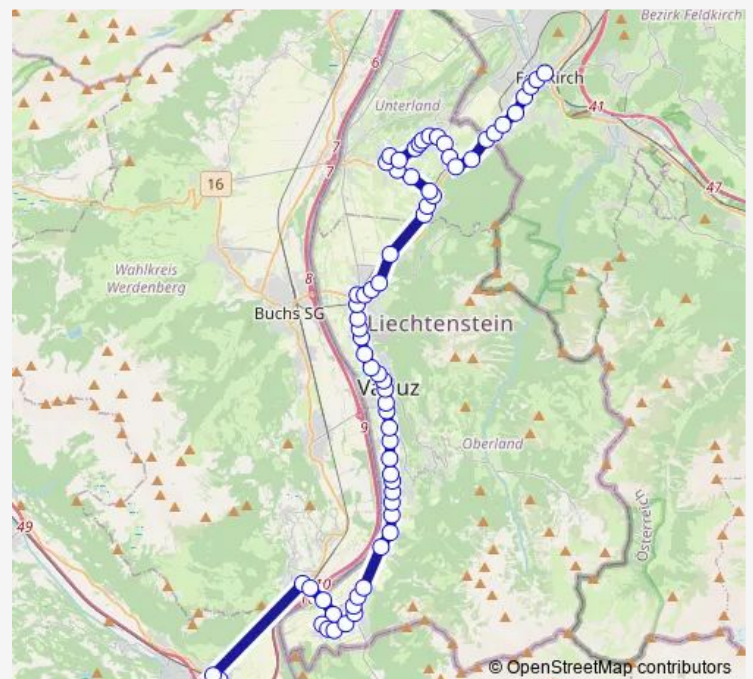 Bezirk Feldkirch
6
Unterland
41
7
7
16
47
Wahlkreis
Werdenberg
8
Buchs SG
Liechtenstein
Vaduz
9
Oberland
49
Österreich
10
© OpenStreetMap contributors